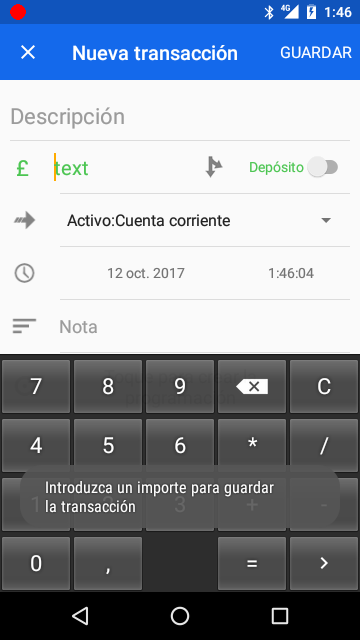 4G 1:46
Nueva transacción GUARDAR
Descripción
£ text Depósito
Activo:Cuenta corriente
12 oct. 2017 1:46:04
Nota
7 8 9 C
4 5 6 * /
1 2 3 + -
Introduzca un importe para guardar
la transacción
0 , = >